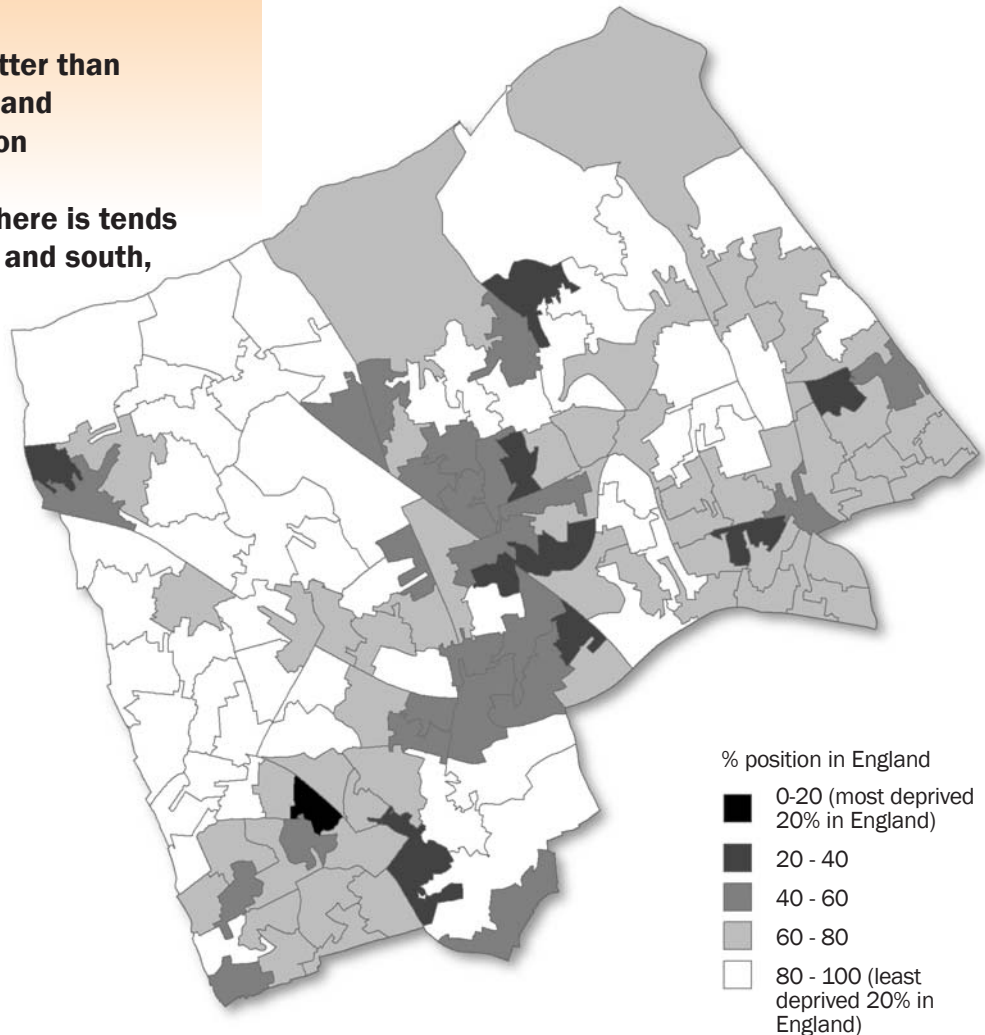 tter than
and
on
here is tends
and south,
% position in England
0-20 (most deprived
20% in England)
20 - 40
40 - 60
60 - 80
80 - 100 (least
deprived 20% in
England)